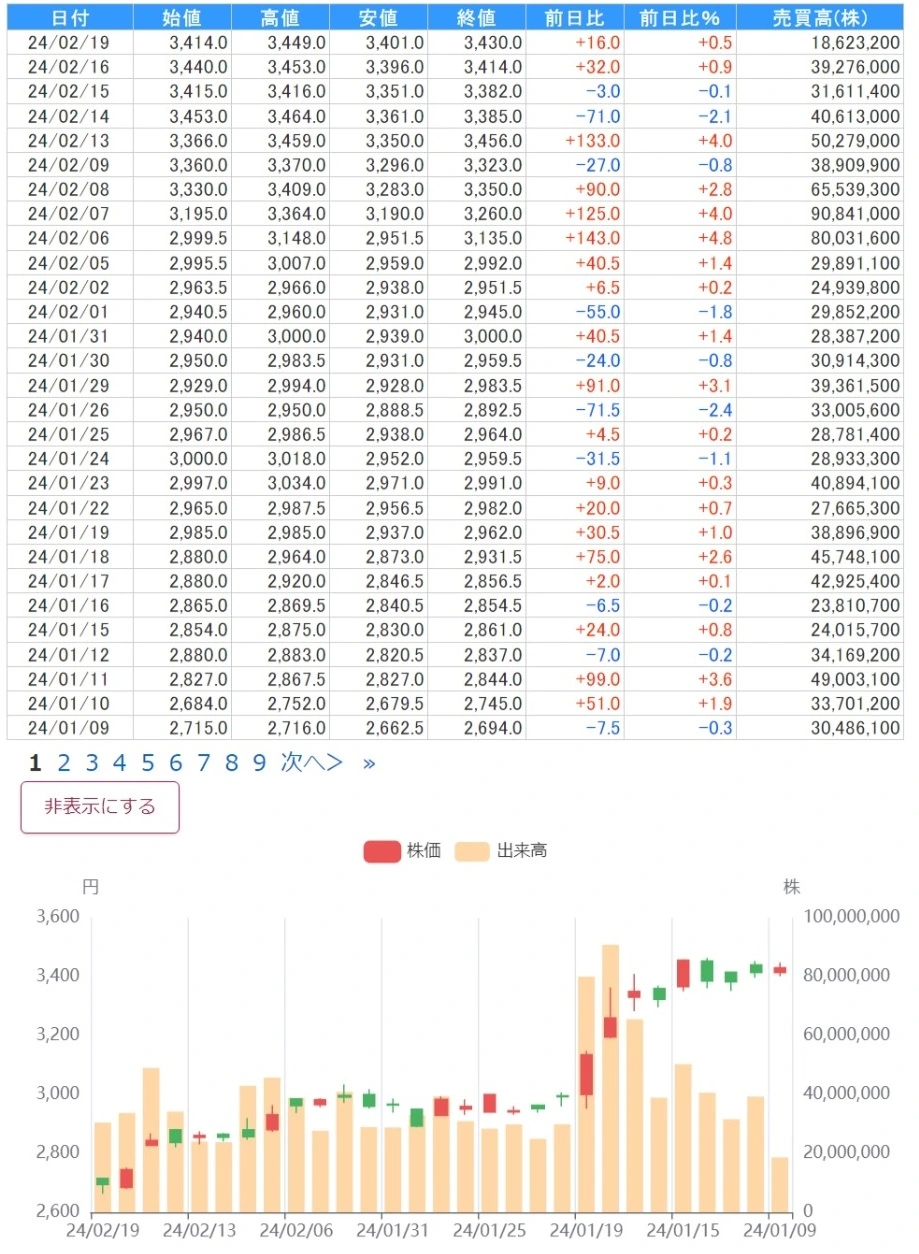 日付 始値 高値 安値 終値 前日比 前日比% 売買高(株)
24/02/19 3,414.0 3,449.0 3,401.0 3,430.0 +16.0 +0.5 18,623,200
24/02/16 3,440.0 3,453.0 3,396.0 3,414.0 +32.0 +0.9 39,276,000
24/02/15 3,415.0 3,416.0 3,351.0 3,382.0 −3.0 −0.1 31,611,400
24/02/14 3,453.0 3,464.0 3,361.0 3,385.0 −71.0 −2.1 40,613,000
24/02/13 3,366.0 3,459.0 3,350.0 3,456.0 +133.0 +4.0 50,279,000
24/02/09 3,360.0 3,370.0 3,296.0 3,323.0 −27.0 −0.8 38,909,900
24/02/08 3,330.0 3,409.0 3,283.0 3,350.0 +90.0 +2.8 65,539,300
24/02/07 3,195.0 3,364.0 3,190.0 3,260.0 +125.0 +4.0 90,841,000
24/02/06 2,999.5 3,148.0 2,951.5 3,135.0 +143.0 +4.8 80,031,600
24/02/05 2,995.5 3,007.0 2,959.0 2,992.0 +40.5 +1.4 29,891,100
24/02/02 2,963.5 2,966.0 2,938.0 2,951.5 +6.5 +0.2 24,939,800
24/02/01 2,940.5 2,960.0 2,931.0 2,945.0 −55.0 −1.8 29,852,200
24/01/31 2,940.0 3,000.0 2,939.0 3,000.0 +40.5 +1.4 28,387,200
24/01/30 2,950.0 2,983.5 2,931.0 2,959.5 −24.0 −0.8 30,914,300
24/01/29 2,929.0 2,994.0 2,928.0 2,983.5 +91.0 +3.1 39,361,500
24/01/26 2,950.0 2,950.0 2,888.5 2,892.5 −71.5 −2.4 33,005,600
24/01/25 2,967.0 2,986.5 2,938.0 2,964.0 +4.5 +0.2 28,781,400
24/01/24 3,000.0 3,018.0 2,952.0 2,959.5 −31.5 −1.1 28,933,300
24/01/23 2,997.0 3,034.0 2,971.0 2,991.0 +9.0 +0.3 40,894,100
24/01/22 2,965.0 2,987.5 2,956.5 2,982.0 +20.0 +0.7 27,665,300
24/01/19 2,985.0 2,985.0 2,937.0 2,962.0 +30.5 +1.0 38,896,900
24/01/18 2,880.0 2,964.0 2,873.0 2,931.5 +75.0 +2.6 45,748,100
24/01/17 2,880.0 2,920.0 2,846.5 2,856.5 +2.0 +0.1 42,925,400
24/01/16 2,865.0 2,869.5 2,840.5 2,854.5 −6.5 −0.2 23,810,700
24/01/15 2,854.0 2,875.0 2,830.0 2,861.0 +24.0 +0.8 24,015,700
24/01/12 2,880.0 2,883.0 2,820.5 2,837.0 −7.0 −0.2 34,169,200
24/01/11 2,827.0 2,867.5 2,827.0 2,844.0 +99.0 +3.6 49,003,100
24/01/10 2,684.0 2,752.0 2,679.5 2,745.0 +51.0 +1.9 33,701,200
24/01/09 2,715.0 2,716.0 2,662.5 2,694.0 −7.5 −0.3 30,486,100
1 2 3 4 5 6 7 8 9 次へ＞ »
非表示にする
株価 出来高
円 株
3,600 100,000,000
3,400 80,000,000
3,200 60,000,000
3,000 40,000,000
2,800 20,000,000
2,600 0
24/02/19 24/02/13 24/02/06 24/01/31 24/01/25 24/01/19 24/01/15 24/01/09